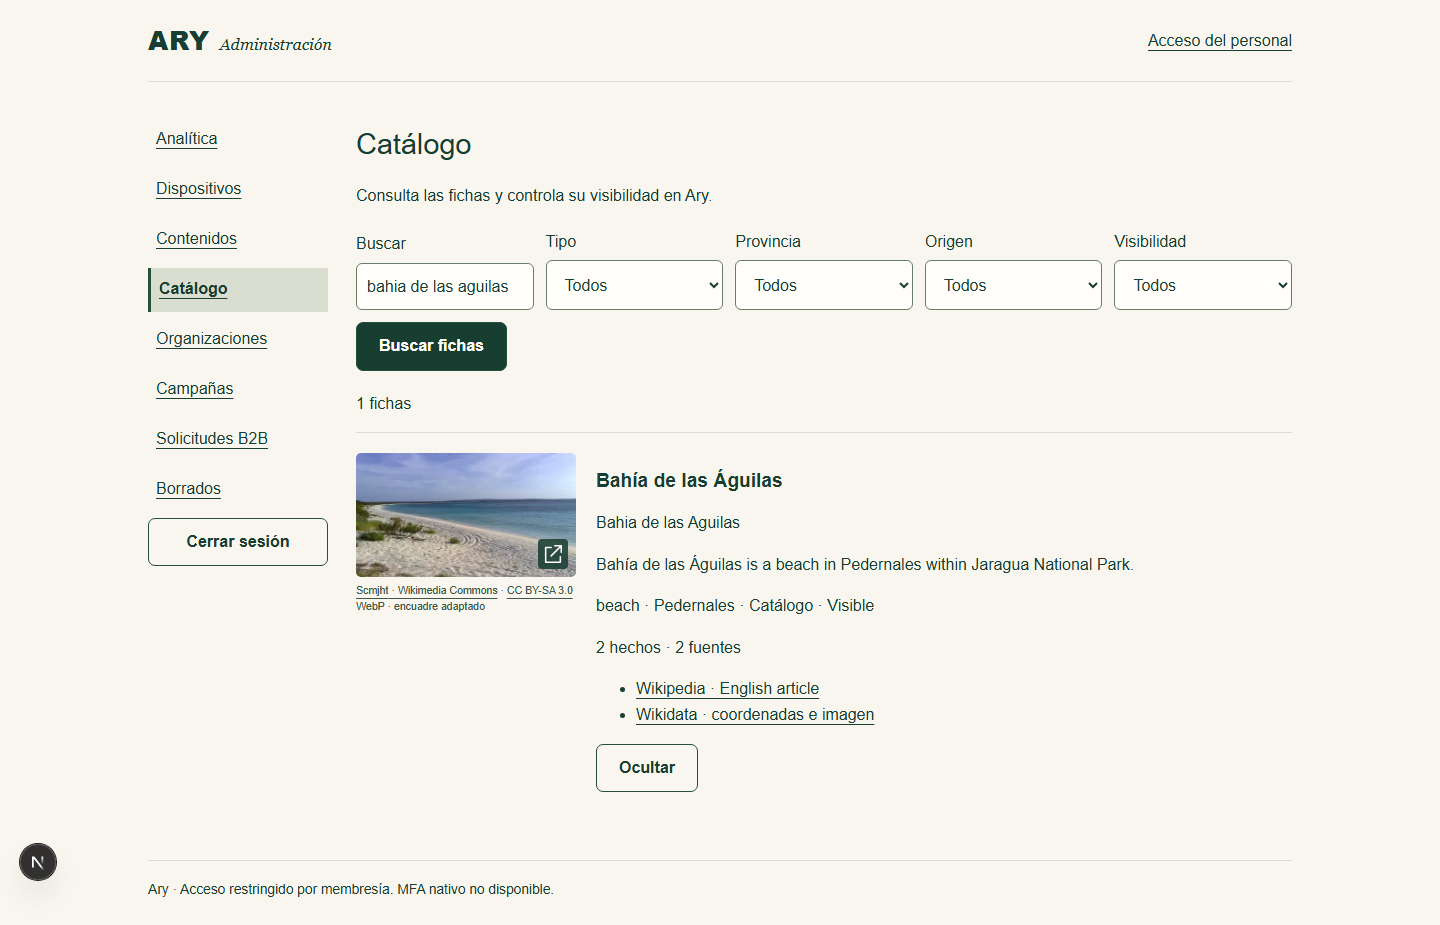 ARY Administración
Acceso del personal
Analítica
Dispositivos
Contenidos
Catálogo
Organizaciones
Campañas
Solicitudes B2B
Borrados
Cerrar sesión
Catálogo
Consulta las fichas y controla su visibilidad en Ary.
Buscar
bahia de las aguilas
Tipo
Todos
Provincia
Todos
Origen
Todos
Visibilidad
Todos
Buscar fichas
1 fichas
Scmjht · Wikimedia Commons · CC BY-SA 3.0
WebP · encuadre adaptado
Bahía de las Águilas
Bahia de las Aguilas
Bahía de las Águilas is a beach in Pedernales within Jaragua National Park.
beach · Pedernales · Catálogo · Visible
2 hechos · 2 fuentes
Wikipedia · English article
Wikidata · coordenadas e imagen
Ocultar
N
Ary · Acceso restringido por membresía. MFA nativo no disponible.